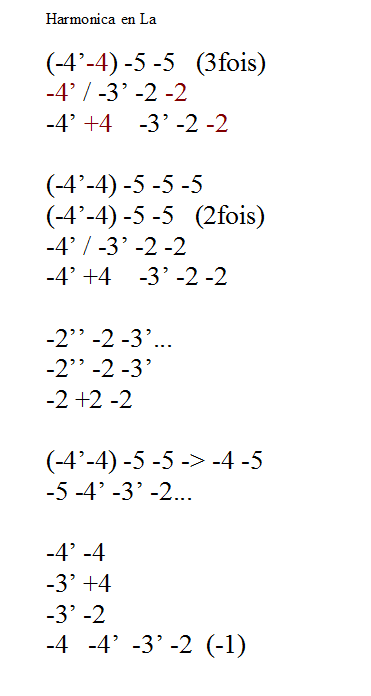 Harmonica en La
(-4’-4) -5 -5 (3fois)
-4’ / -3’ -2 -2
-4’ +4 -3’ -2 -2
(-4’-4) -5 -5 -5
(-4’-4) -5 -5 (2fois)
-4’ / -3’ -2 -2
-4’ +4 -3’ -2 -2
-2’’ -2 -3’...
-2’’ -2 -3’
-2 +2 -2
(-4’-4) -5 -5 -> -4 -5
-5 -4’ -3’ -2...
-4’ -4
-3’ +4
-3’ -2
-4 -4’ -3’ -2 (-1)